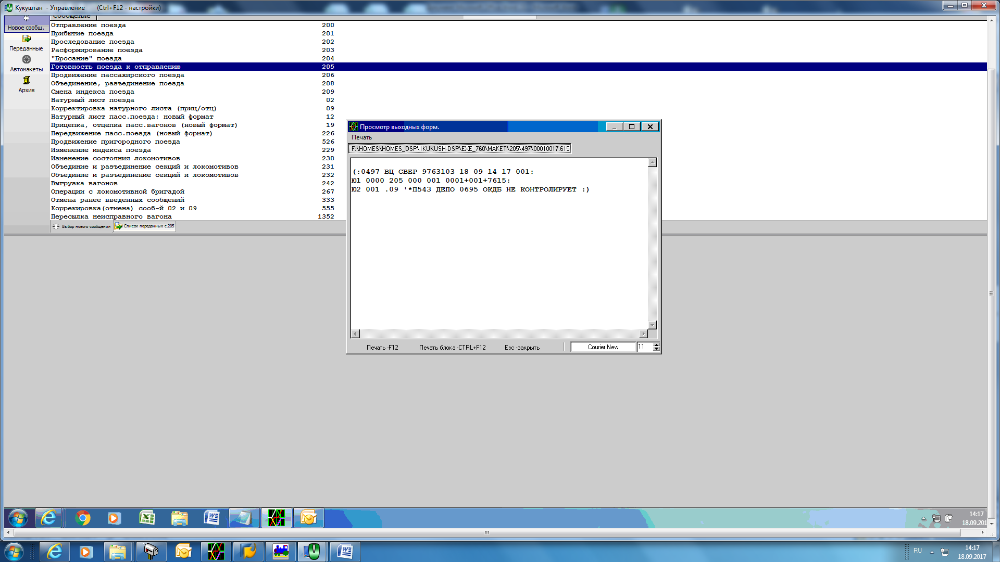 Кукуштан - Управление (Ctrl+F12 - настройки)
Сообщение
Новое сообщ.
Переданные
Автомакеты
Архив
Отправление поезда 200
Прибытие поезда 201
Проследование поезда 202
Расформирование поезда 203
"Бросание" поезда 204
Готовность поезда к отправлению 205
Продвижение пассажирского поезда 206
Объединение, разъединение поезда 208
Смена индекса поезда 209
Натурный лист поезда 02
Корректировка натурного листа (приц/отц) 09
Натурный лист пасс.поезда: новый формат 12
Прицепка, отцепка пасс.вагонов (новый формат) 19
Передвижение пасс.поезда (новый формат) 226
Продвижение пригородного поезда 526
Изменение индекса поезда 229
Изменение состояния локомотивов 230
Объединие и разъединение секций и локомотивов 231
Объединие и разъединение секций и локомотивов 232
Выгрузка вагонов 242
Операции с локомотивной бригадой 267
Отмена ранее введенных сообщений 333
Коррекировка(отмена) сооб-й 02 и 09 555
Пересылка неисправного вагона 1352
Выбор нового сообщения Список переданных с.205
Просмотр выходных форм.
Печать
F:\HOMES\HOMES_DSP\1KUKUSH-DSP\EXE_760\MAKET\205\497\00010017.615
(:0497 ВЦ СВЕР 9763103 18 09 14 17 001:
Ю1 0000 205 000 001 0001+001+7615:
Ю2 001 .09 '*П543 ДЕПО 0695 ОКДБ НЕ КОНТРОЛИРУЕТ :)
Печать -F12 Печать блока -CTRL+F12 Esc -закрыть Courier New 11
14:17
18.09.201
RU
14:17
18.09.2017